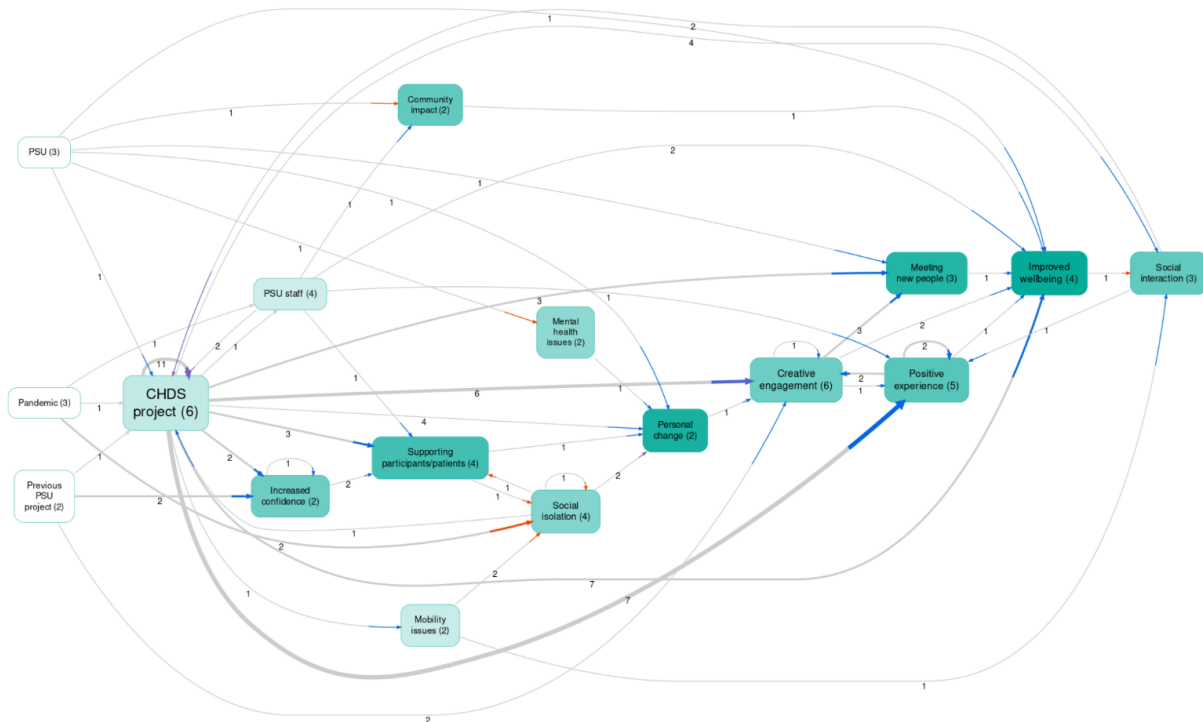 1
2
4
Community
impact (2)
1
1
PSU (3)
2
1
1
1
Meeting
new people (3)
Improved
wellbeing (4)
Social
interaction (3)
1
1
1
PSU staff (4)
3
1
Mental
health
issues (2)
3
2
1
1
2
1
11
1
2
1
Creative
engagement (6)
Positive
experience (5)
2
1
CHDS
project (6)
6
1
Pandemic (3)
1
4
1
Personal
change (2)
1
3
Supporting
participants/patients (4)
1
1
2
1
1
1
2
2
Increased
confidence (2)
2
1
Previous
PSU
project (2)
2
Social
isolation (4)
1
2
2
7
7
1
Mobility
issues (2)
1
2